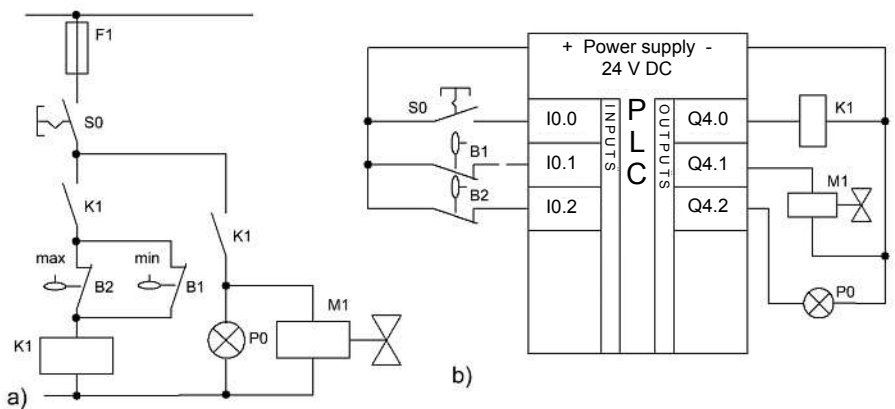 F1
S0
K1
K1
max
min
B2
B1
K1
P0
M1
a)
+ Power supply -
24 V DC
S0
I0.0
INPUTS
PLC
OUTPUTS
Q4.0
K1
B1
I0.1
Q4.1
B2
M1
I0.2
Q4.2
P0
b)